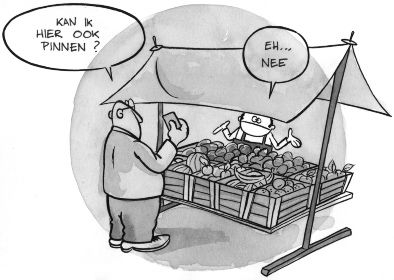 KAN IK
HIER OOK
PINNEN ?
EH...
NEE